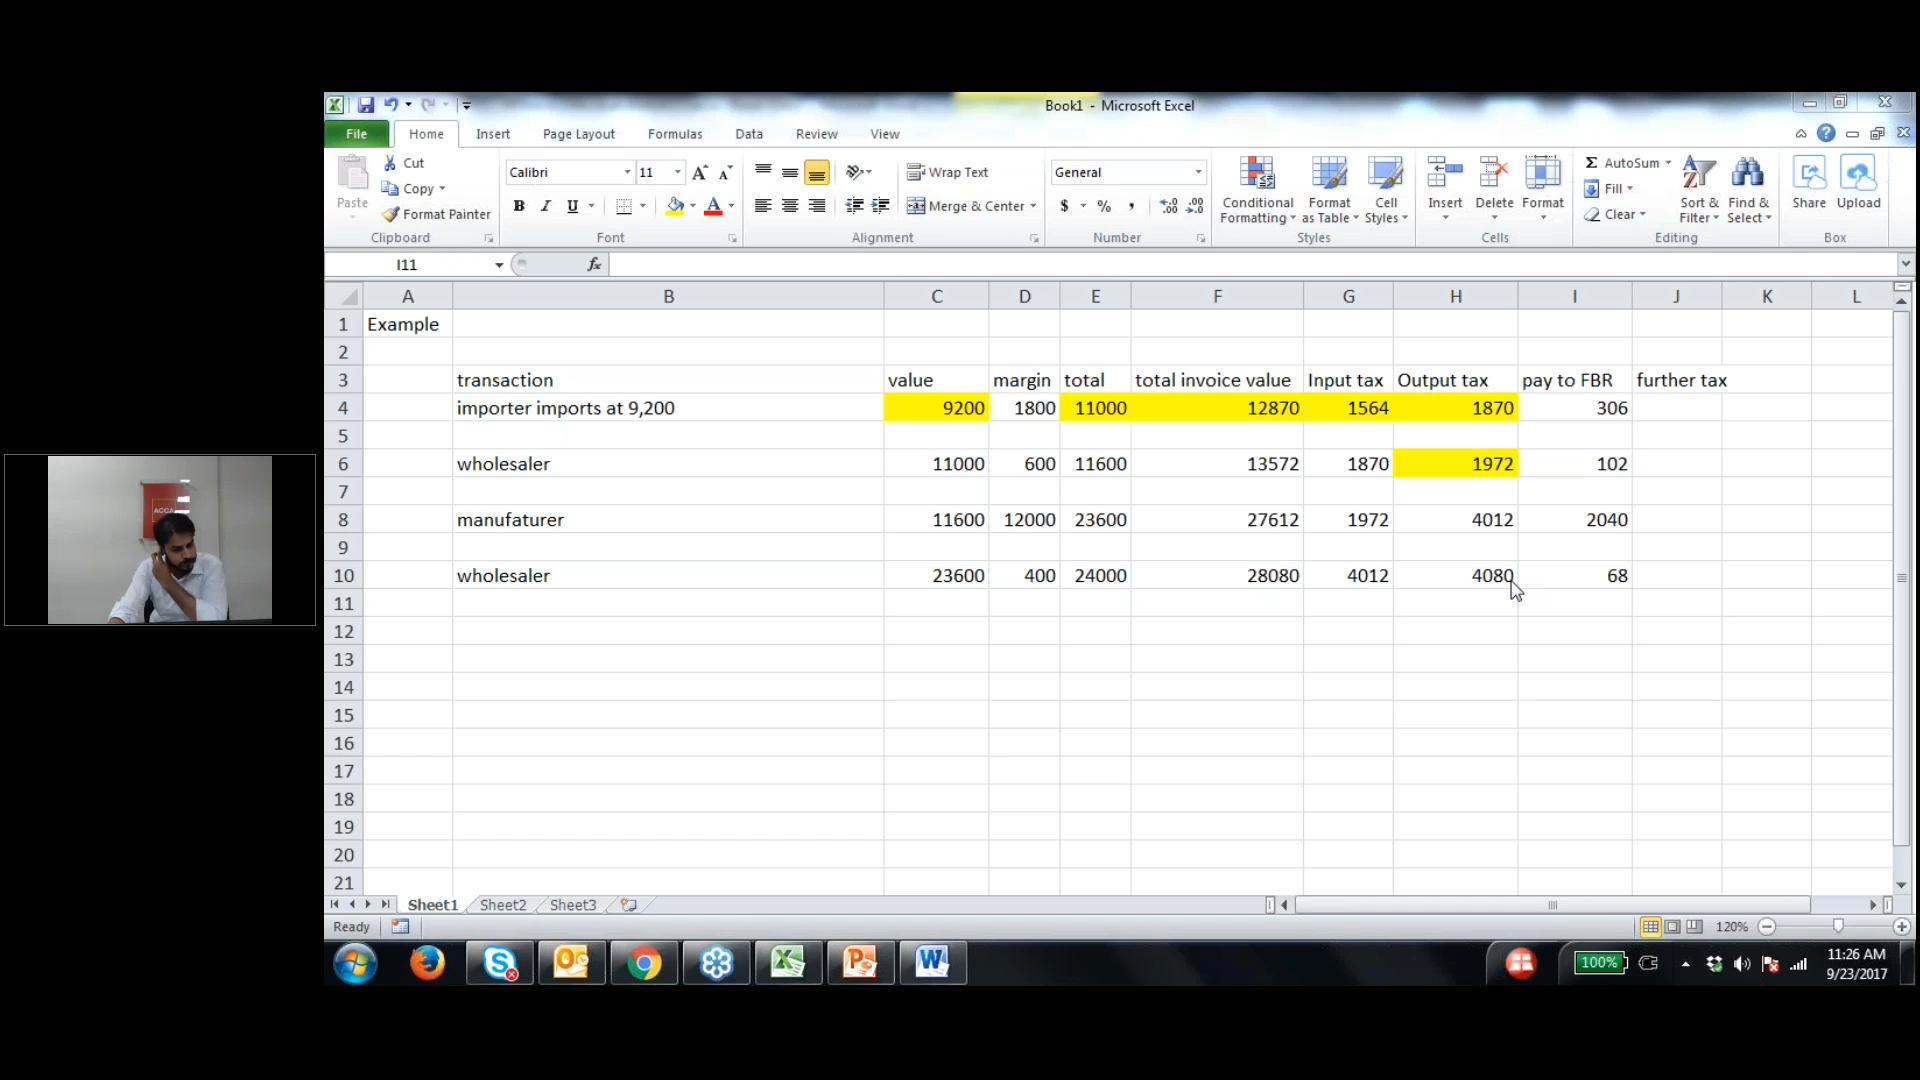 Book1 - Microsoft Excel
File Home Insert Page Layout Formulas Data Review View
Paste Cut Copy Format Painter Clipboard
Calibri 11 B I U A Font
Wrap Text Merge & Center Alignment
General $ % , Number
Conditional Formatting Format as Table Cell Styles Styles
Insert Delete Format Cells
Σ AutoSum Fill Clear Sort & Filter Find & Select Editing
Share Upload Box
I11 fx
A B C D E F G H I J K L
1 Example
2
3 transaction value margin total total invoice value Input tax Output tax pay to FBR further tax
4 importer imports at 9,200 9200 1800 11000 12870 1564 1870 306
5
6 wholesaler 11000 600 11600 13572 1870 1972 102
7
8 manufaturer 11600 12000 23600 27612 1972 4012 2040
9
10 wholesaler 23600 400 24000 28080 4012 4080 68
11
12
13
14
15
16
17
18
19
20
21
Sheet1 Sheet2 Sheet3
Ready 120%
100% 11:26 AM
9/23/2017
ACCA